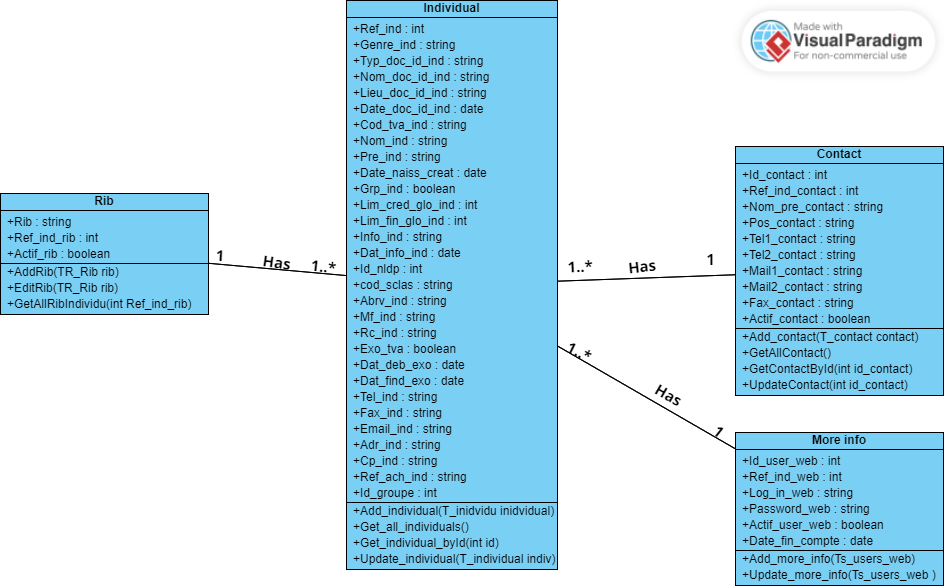 Individual
+Ref_ind : int
+Genre_ind : string
+Typ_doc_id_ind : string
+Nom_doc_id_ind : string
+Lieu_doc_id_ind : string
+Date_doc_id_ind : date
+Cod_tva_ind : string
+Nom_ind : string
+Pre_ind : string
+Date_naiss_creat : date
+Grp_ind : boolean
+Lim_cred_glo_ind : int
+Lim_fin_glo_ind : int
+Info_ind : string
+Dat_info_ind : date
+Id_nldp : int
+cod_sclas : string
+Abrv_ind : string
+Mf_ind : string
+Rc_ind : string
+Exo_tva : boolean
+Dat_deb_exo : date
+Dat_find_exo : date
+Tel_ind : string
+Fax_ind : string
+Email_ind : string
+Adr_ind : string
+Cp_ind : string
+Ref_ach_ind : string
+Id_groupe : int
+Add_individual(T_inidvidu inidvidual)
+Get_all_individuals()
+Get_individual_byId(int id)
+Update_individual(T_individual indiv)
Made with
Visual Paradigm
For non-commercial use
Rib
+Rib : string
+Ref_ind_rib : int
+Actif_rib : boolean
+AddRib(TR_Rib rib)
+EditRib(TR_Rib rib)
+GetAllRibIndividu(int Ref_ind_rib)
1 Has 1..*
1..* Has 1
1..* Has 1
Contact
+Id_contact : int
+Ref_ind_contact : int
+Nom_pre_contact : string
+Pos_contact : string
+Tel1_contact : string
+Tel2_contact : string
+Mail1_contact : string
+Mail2_contact : string
+Fax_contact : string
+Actif_contact : boolean
+Add_contact(T_contact contact)
+GetAllContact()
+GetContactById(int id_contact)
+UpdateContact(int id_contact)
More info
+Id_user_web : int
+Ref_ind_web : int
+Log_in_web : string
+Password_web : string
+Actif_user_web : boolean
+Date_fin_compte : date
+Add_more_info(Ts_users_web)
+Update_more_info(Ts_users_web )